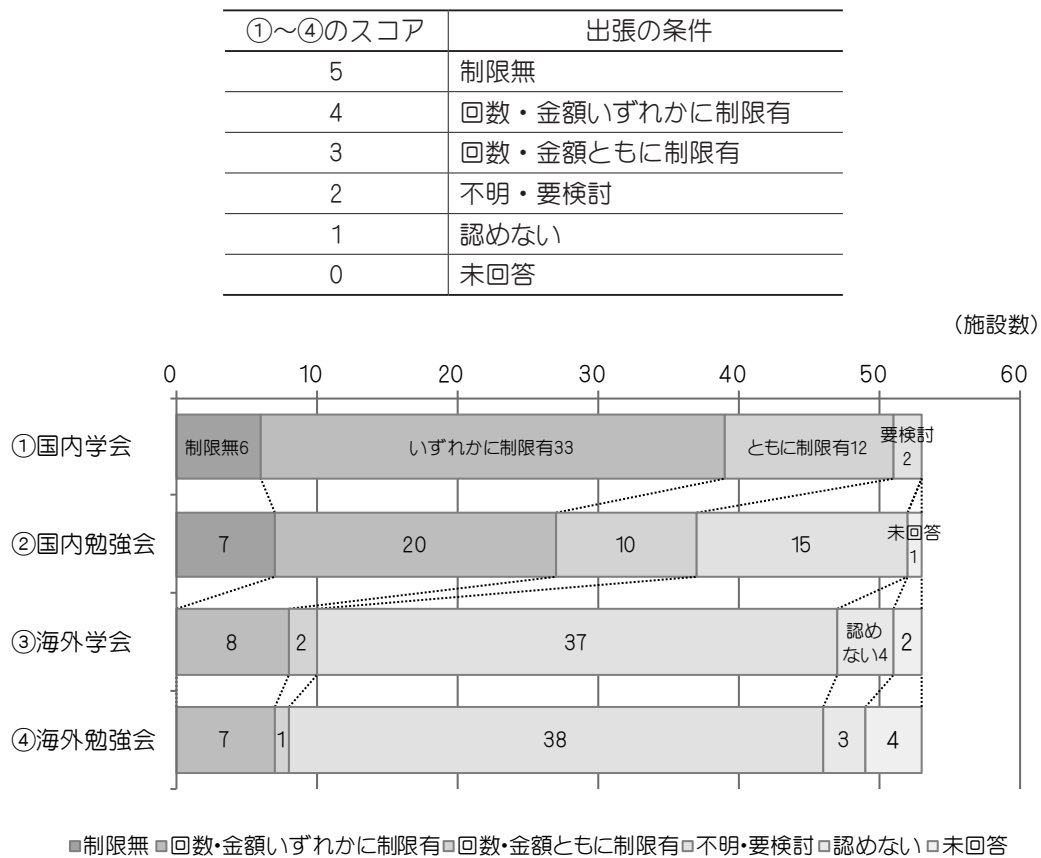 ①～④のスコア 出張の条件
5 制限無
4 回数・金額いずれかに制限有
3 回数・金額ともに制限有
2 不明・要検討
1 認めない
0 未回答
（施設数）
0 10 20 30 40 50 60
①国内学会 制限無6 いずれかに制限有33 ともに制限有12 要検討
2
②国内勉強会 7 20 10 15 未回答
1
③海外学会 8 2 37 認め
ない4 2
④海外勉強会 7 1 38 3 4
制限無 回数・金額いずれかに制限有 回数・金額ともに制限有 不明・要検討 認めない 未回答